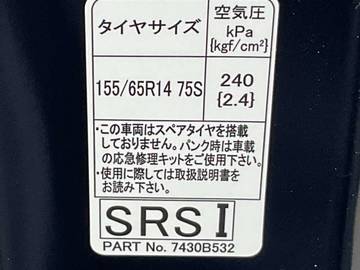 タイヤサイズ 空気圧
kPa
{kgf/cm²}
155/65R14 75S 240
{2.4}
・この車両はスペアタイヤを搭載
しておりません。パンク時は車載
の応急修理キットをご使用下さい。
・使用に際しては取扱説明書を
お読み下さい。
SRS I
PART No. 7430B532